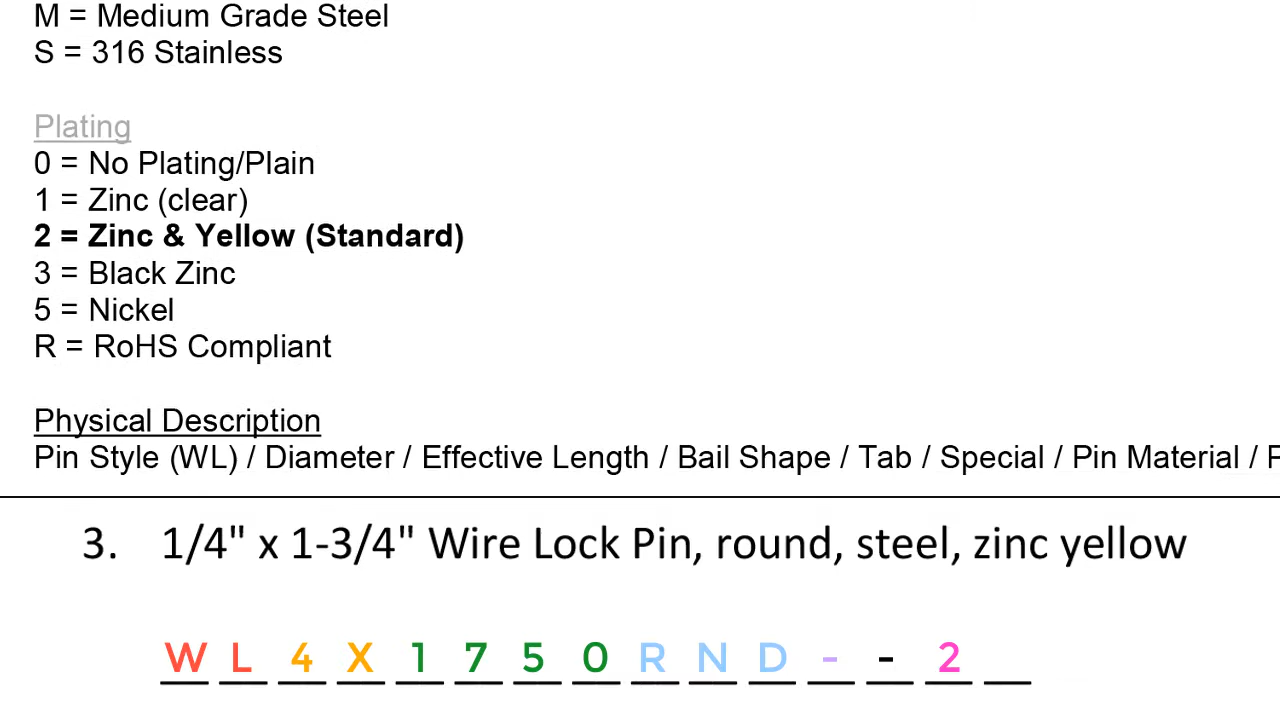 M = Medium Grade Steel
S = 316 Stainless
Plating
0 = No Plating/Plain
1 = Zinc (clear)
2 = Zinc & Yellow (Standard)
3 = Black Zinc
5 = Nickel
R = RoHS Compliant
Physical Description
Pin Style (WL) / Diameter / Effective Length / Bail Shape / Tab / Special / Pin Material /
3. 1/4" x 1-3/4" Wire Lock Pin, round, steel, zinc yellow
W L 4 X 1 7 5 0 R N D - - 2